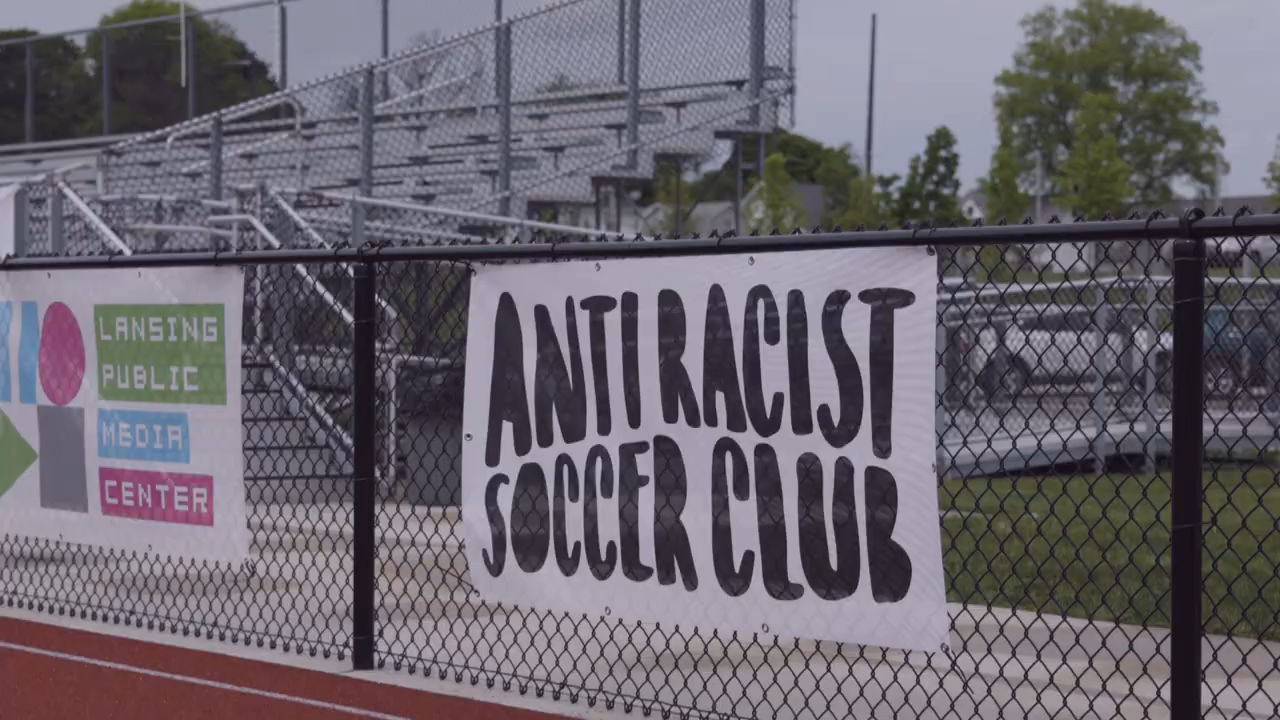 LANSING
PUBLIC
MEDIA
CENTER
ANTI RACIST
SOCCER CLUB